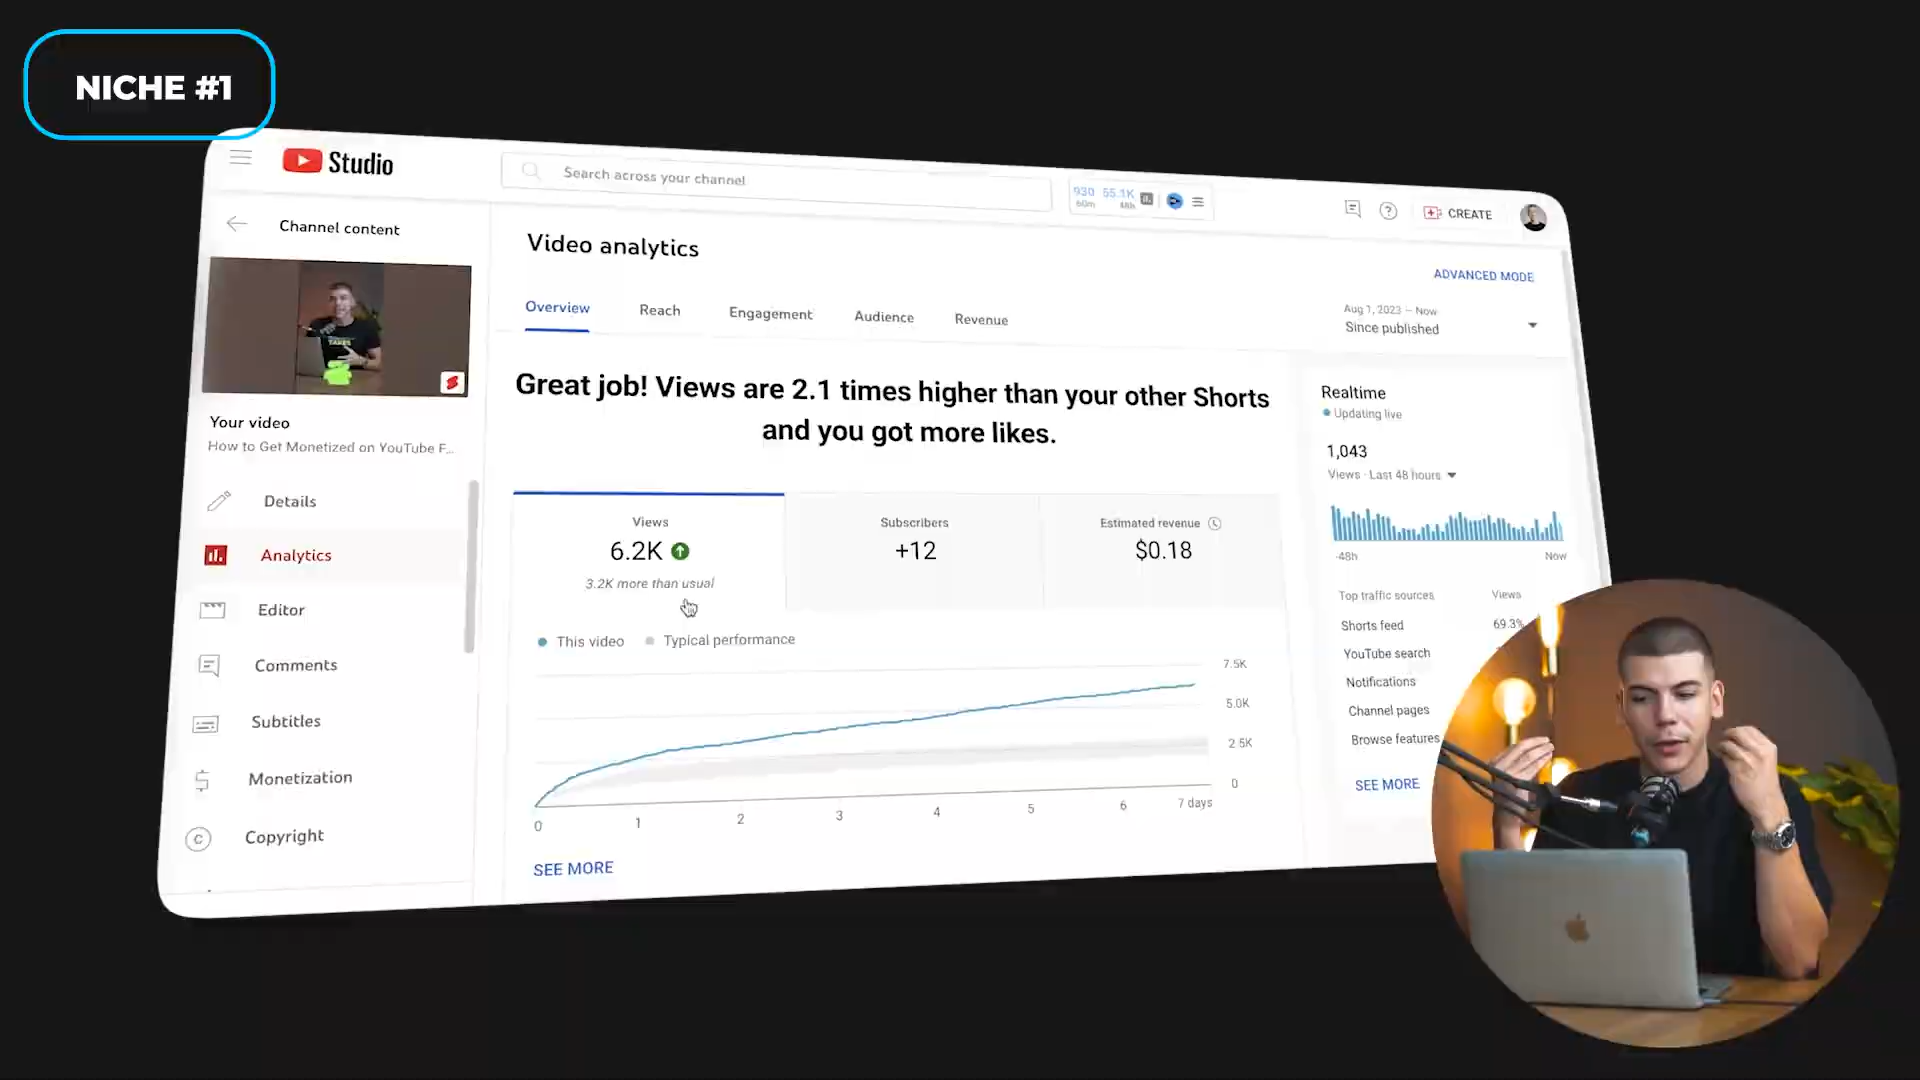 NICHE #1
Studio
Search across your channel
930 55.1K
60m 48h
CREATE
Channel content
Video analytics
ADVANCED MODE
Overview Reach Engagement Audience Revenue
Aug 1, 2023 – Now
Since published
Great job! Views are 2.1 times higher than your other Shorts
and you got more likes.
Your video
How to Get Monetized on YouTube F...
Details
Analytics
Editor
Comments
Subtitles
Monetization
Copyright
Views
6.2K
3.2K more than usual
Subscribers
+12
Estimated revenue
$0.18
This video Typical performance
7.5K
5.0K
2.5K
0
0 1 2 3 4 5 6 7 days
SEE MORE
Realtime
Updating live
1,043
Views · Last 48 hours
-48h Now
Top traffic sources Views
Shorts feed 69.3%
YouTube search
Notifications
Channel pages
Browse features
SEE MORE